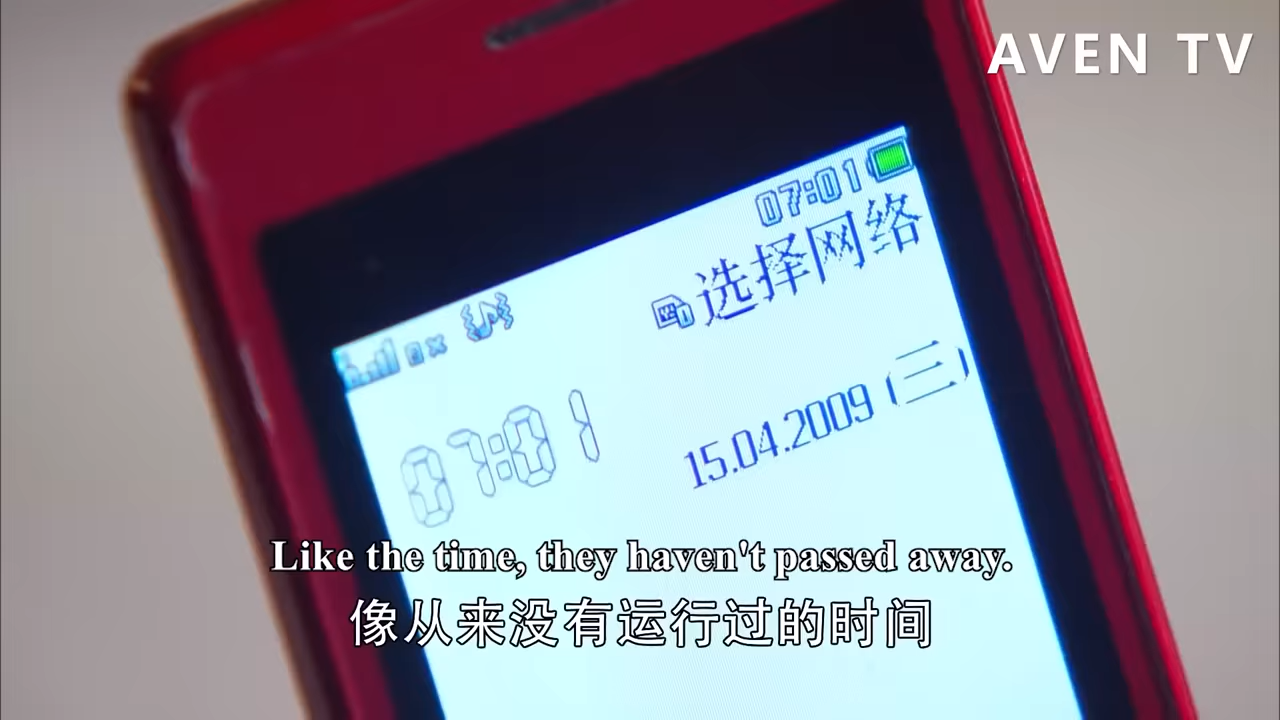 AVEN TV
07:01
选择网络
07:01
15.04.2009 (三)
Like the time, they haven't passed away.
像从来没有运行过的时间